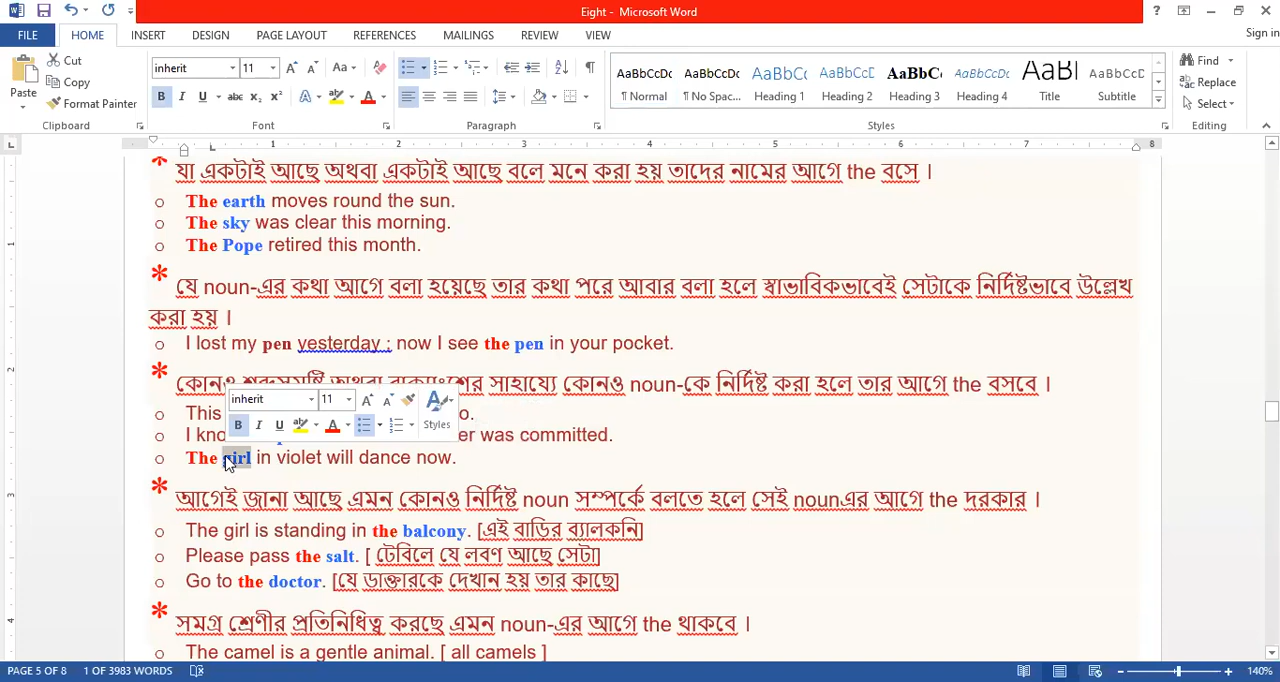 Eight - Microsoft Word
Sign in
FILE HOME INSERT DESIGN PAGE LAYOUT REFERENCES MAILINGS REVIEW VIEW
Paste
Cut
Copy
Format Painter
inherit 11
Find
Replace
Select
AaBbCcDc ¶ Normal
AaBbCcDc ¶ No Spac...
AaBbCc Heading 1
AaBbCcD Heading 2
AaBbC Heading 3
AaBbCcD Heading 4
AaBl Title
AaBbCcD Subtitle
Clipboard Font Paragraph Styles Editing
* যা একটাই আছে অথবা একটাই আছে বলে মনে করা হয় তাদের নামের আগে the বসে ।
o The earth moves round the sun.
o The sky was clear this morning.
o The Pope retired this month.
* যে noun-এর কথা আগে বলা হয়েছে তার কথা পরে আবার বলা হলে স্বাভাবিকভাবেই সেটাকে নির্দিষ্টভাবে উল্লেখ
করা হয় ।
o I lost my pen yesterday ; now I see the pen in your pocket.
* কোনও শব্দসমষ্টি অথবা বাক্যাংশের সাহায্যে কোনও noun-কে নির্দিষ্ট করা হলে তার আগে the বসবে ।
inherit 11
Styles
o This
o I kno
er was committed.
o The girl in violet will dance now.
* আগেই জানা আছে এমন কোনও নির্দিষ্ট noun সম্পর্কে বলতে হলে সেই nounএর আগে the দরকার ।
o The girl is standing in the balcony. [এই বাড়ির ব্যালকনি]
o Please pass the salt. [ টেবিলে যে লবণ আছে সেটা]
o Go to the doctor. [যে ডাক্তারকে দেখান হয় তার কাছে]
* সমগ্র শ্রেণীর প্রতিনিধিত্ব করছে এমন noun-এর আগে the থাকবে ।
The camel is a gentle animal. [ all camels ]
PAGE 5 OF 8 1 OF 3983 WORDS
140%